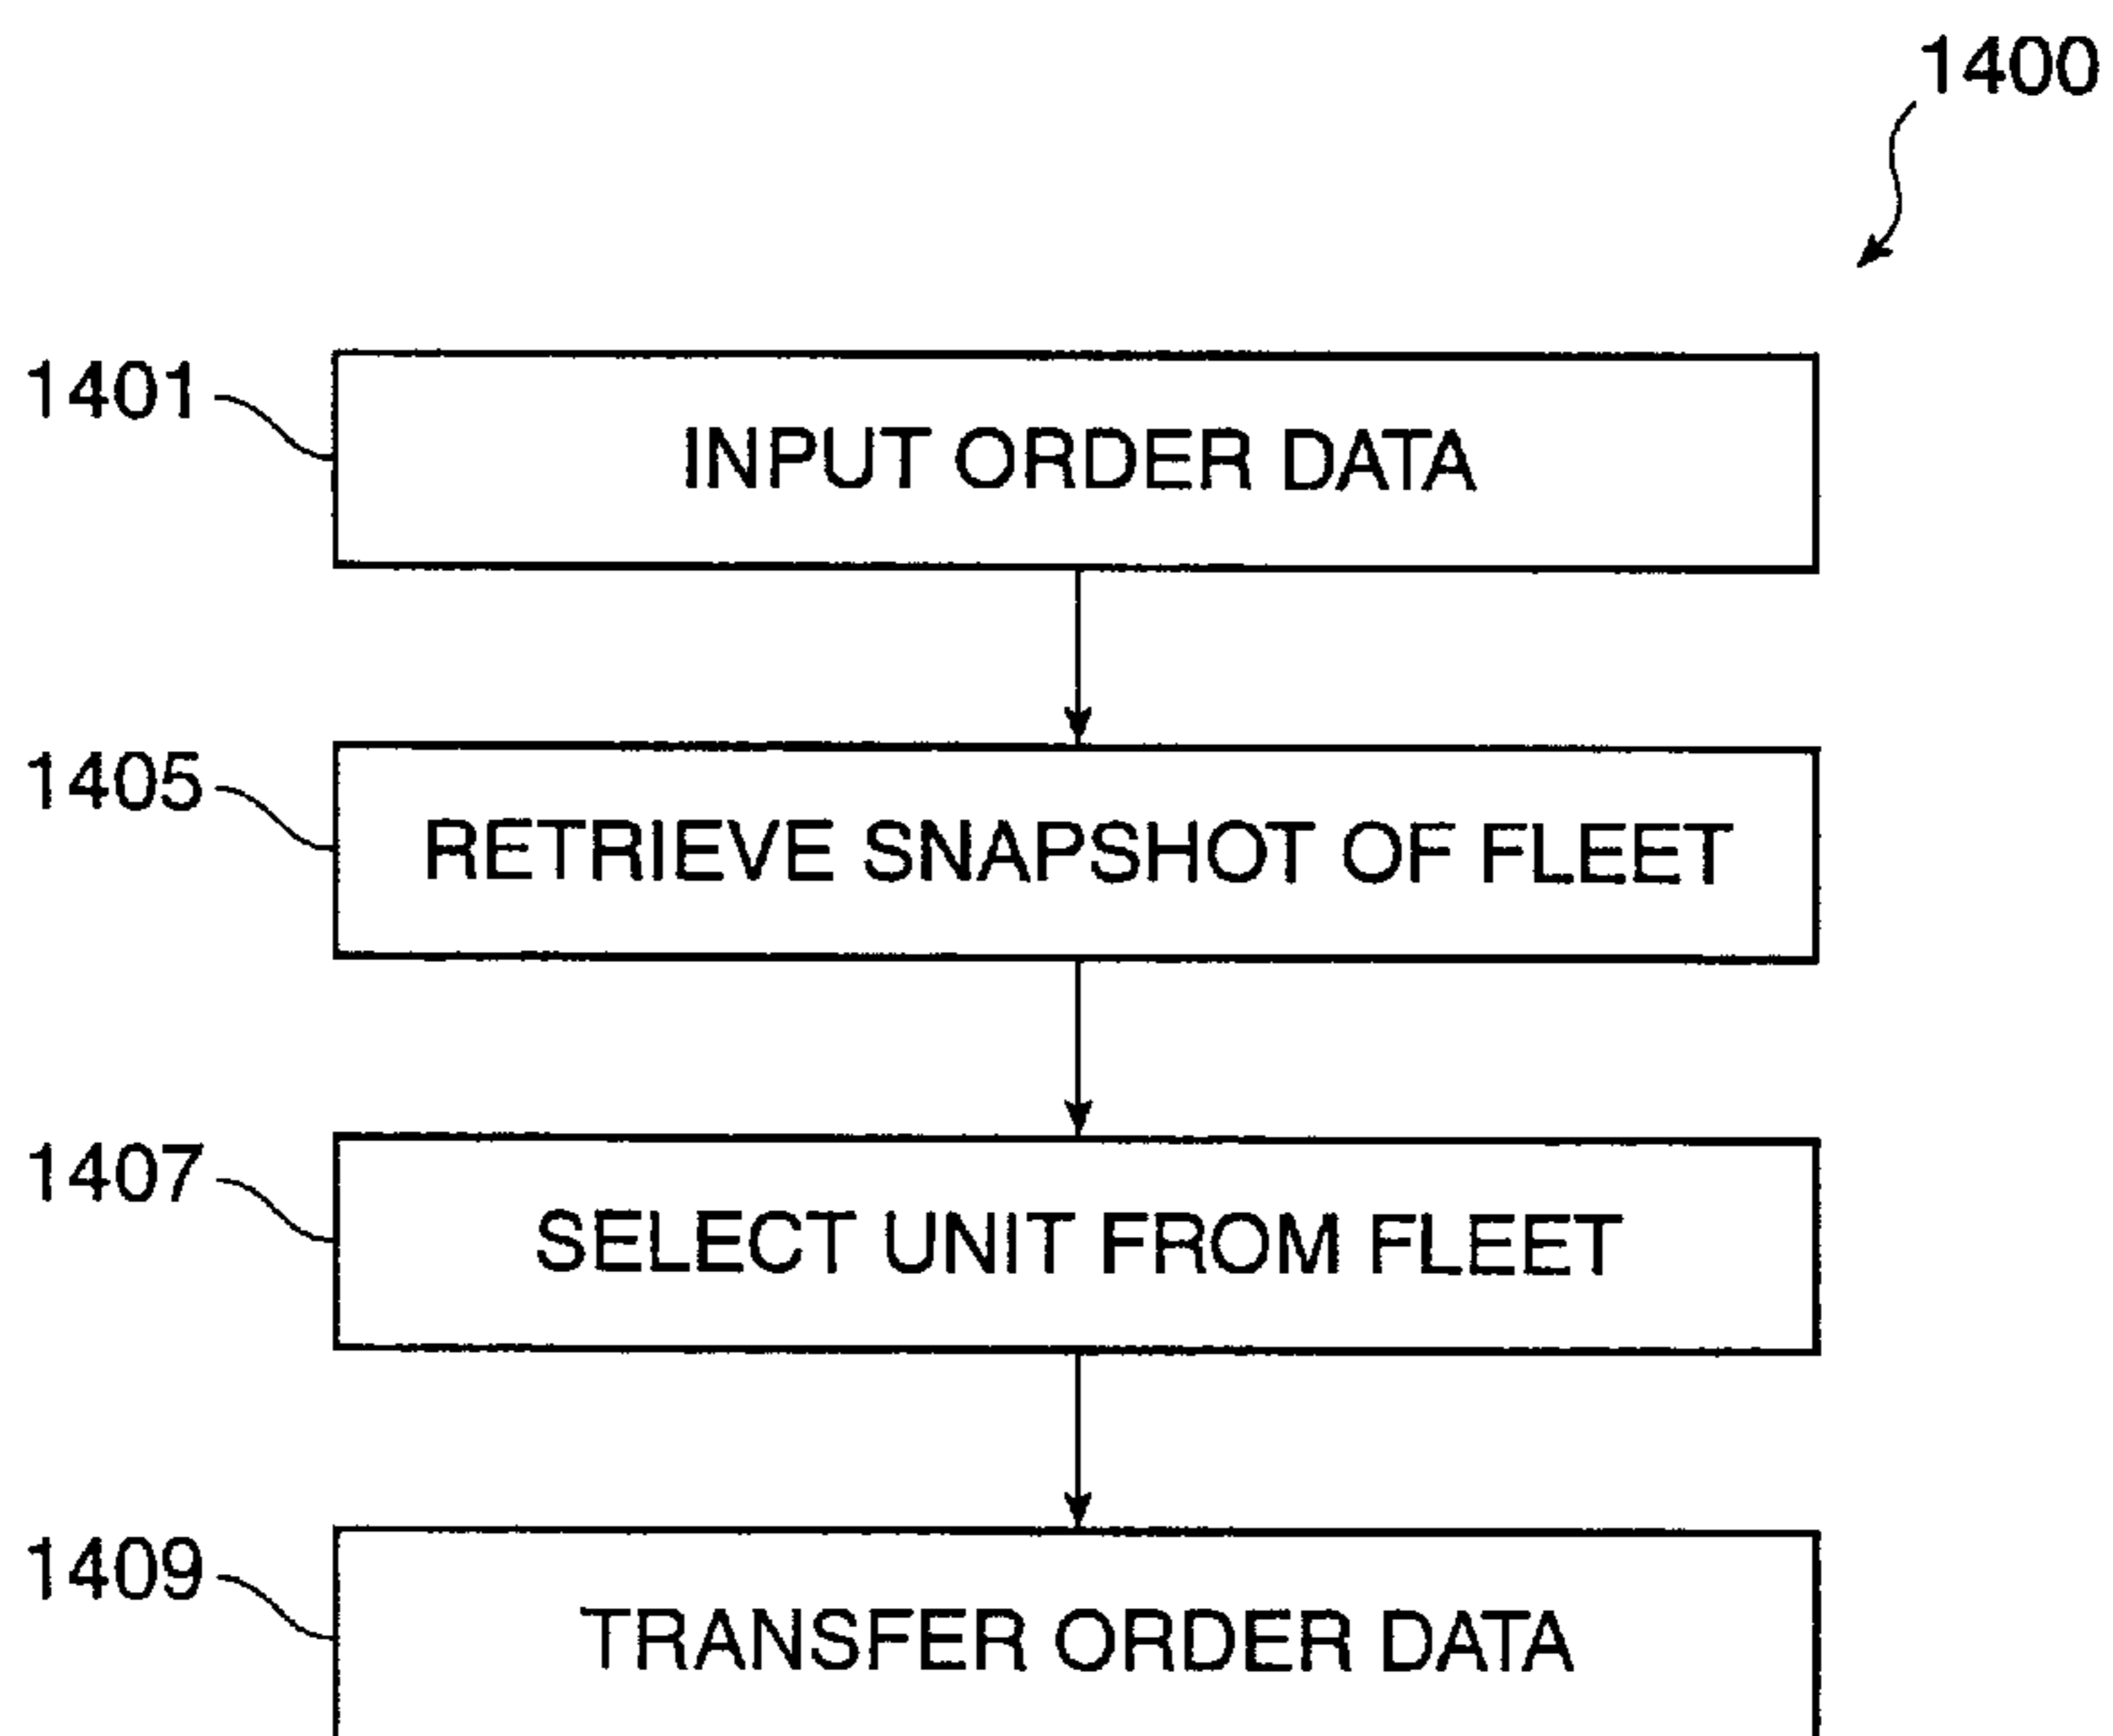 1400
1401
INPUT ORDER DATA
1405
RETRIEVE SNAPSHOT OF FLEET
1407
SELECT UNIT FROM FLEET
1409
TRANSFER ORDER DATA